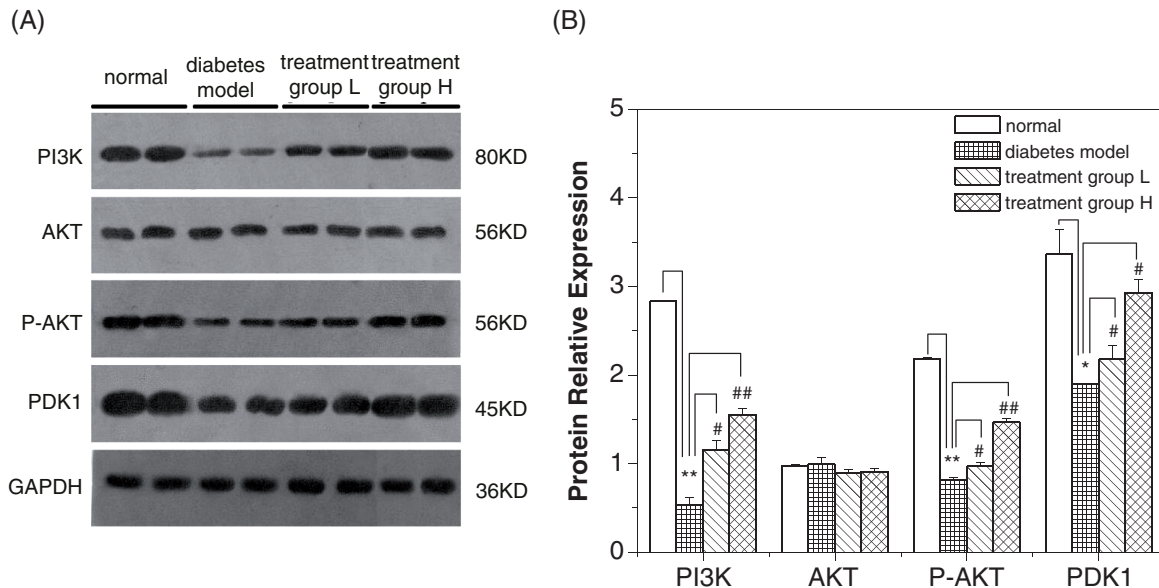 (A)
normal
diabetes
model
treatment
group L
treatment
group H
PI3K
80KD
AKT
56KD
P-AKT
56KD
PDK1
45KD
GAPDH
36KD
(B)
Protein Relative Expression
5
4
3
2
1
0
normal
diabetes model
treatment group L
treatment group H
**
#
##
**
#
##
*
#
#
PI3K
AKT
P-AKT
PDK1